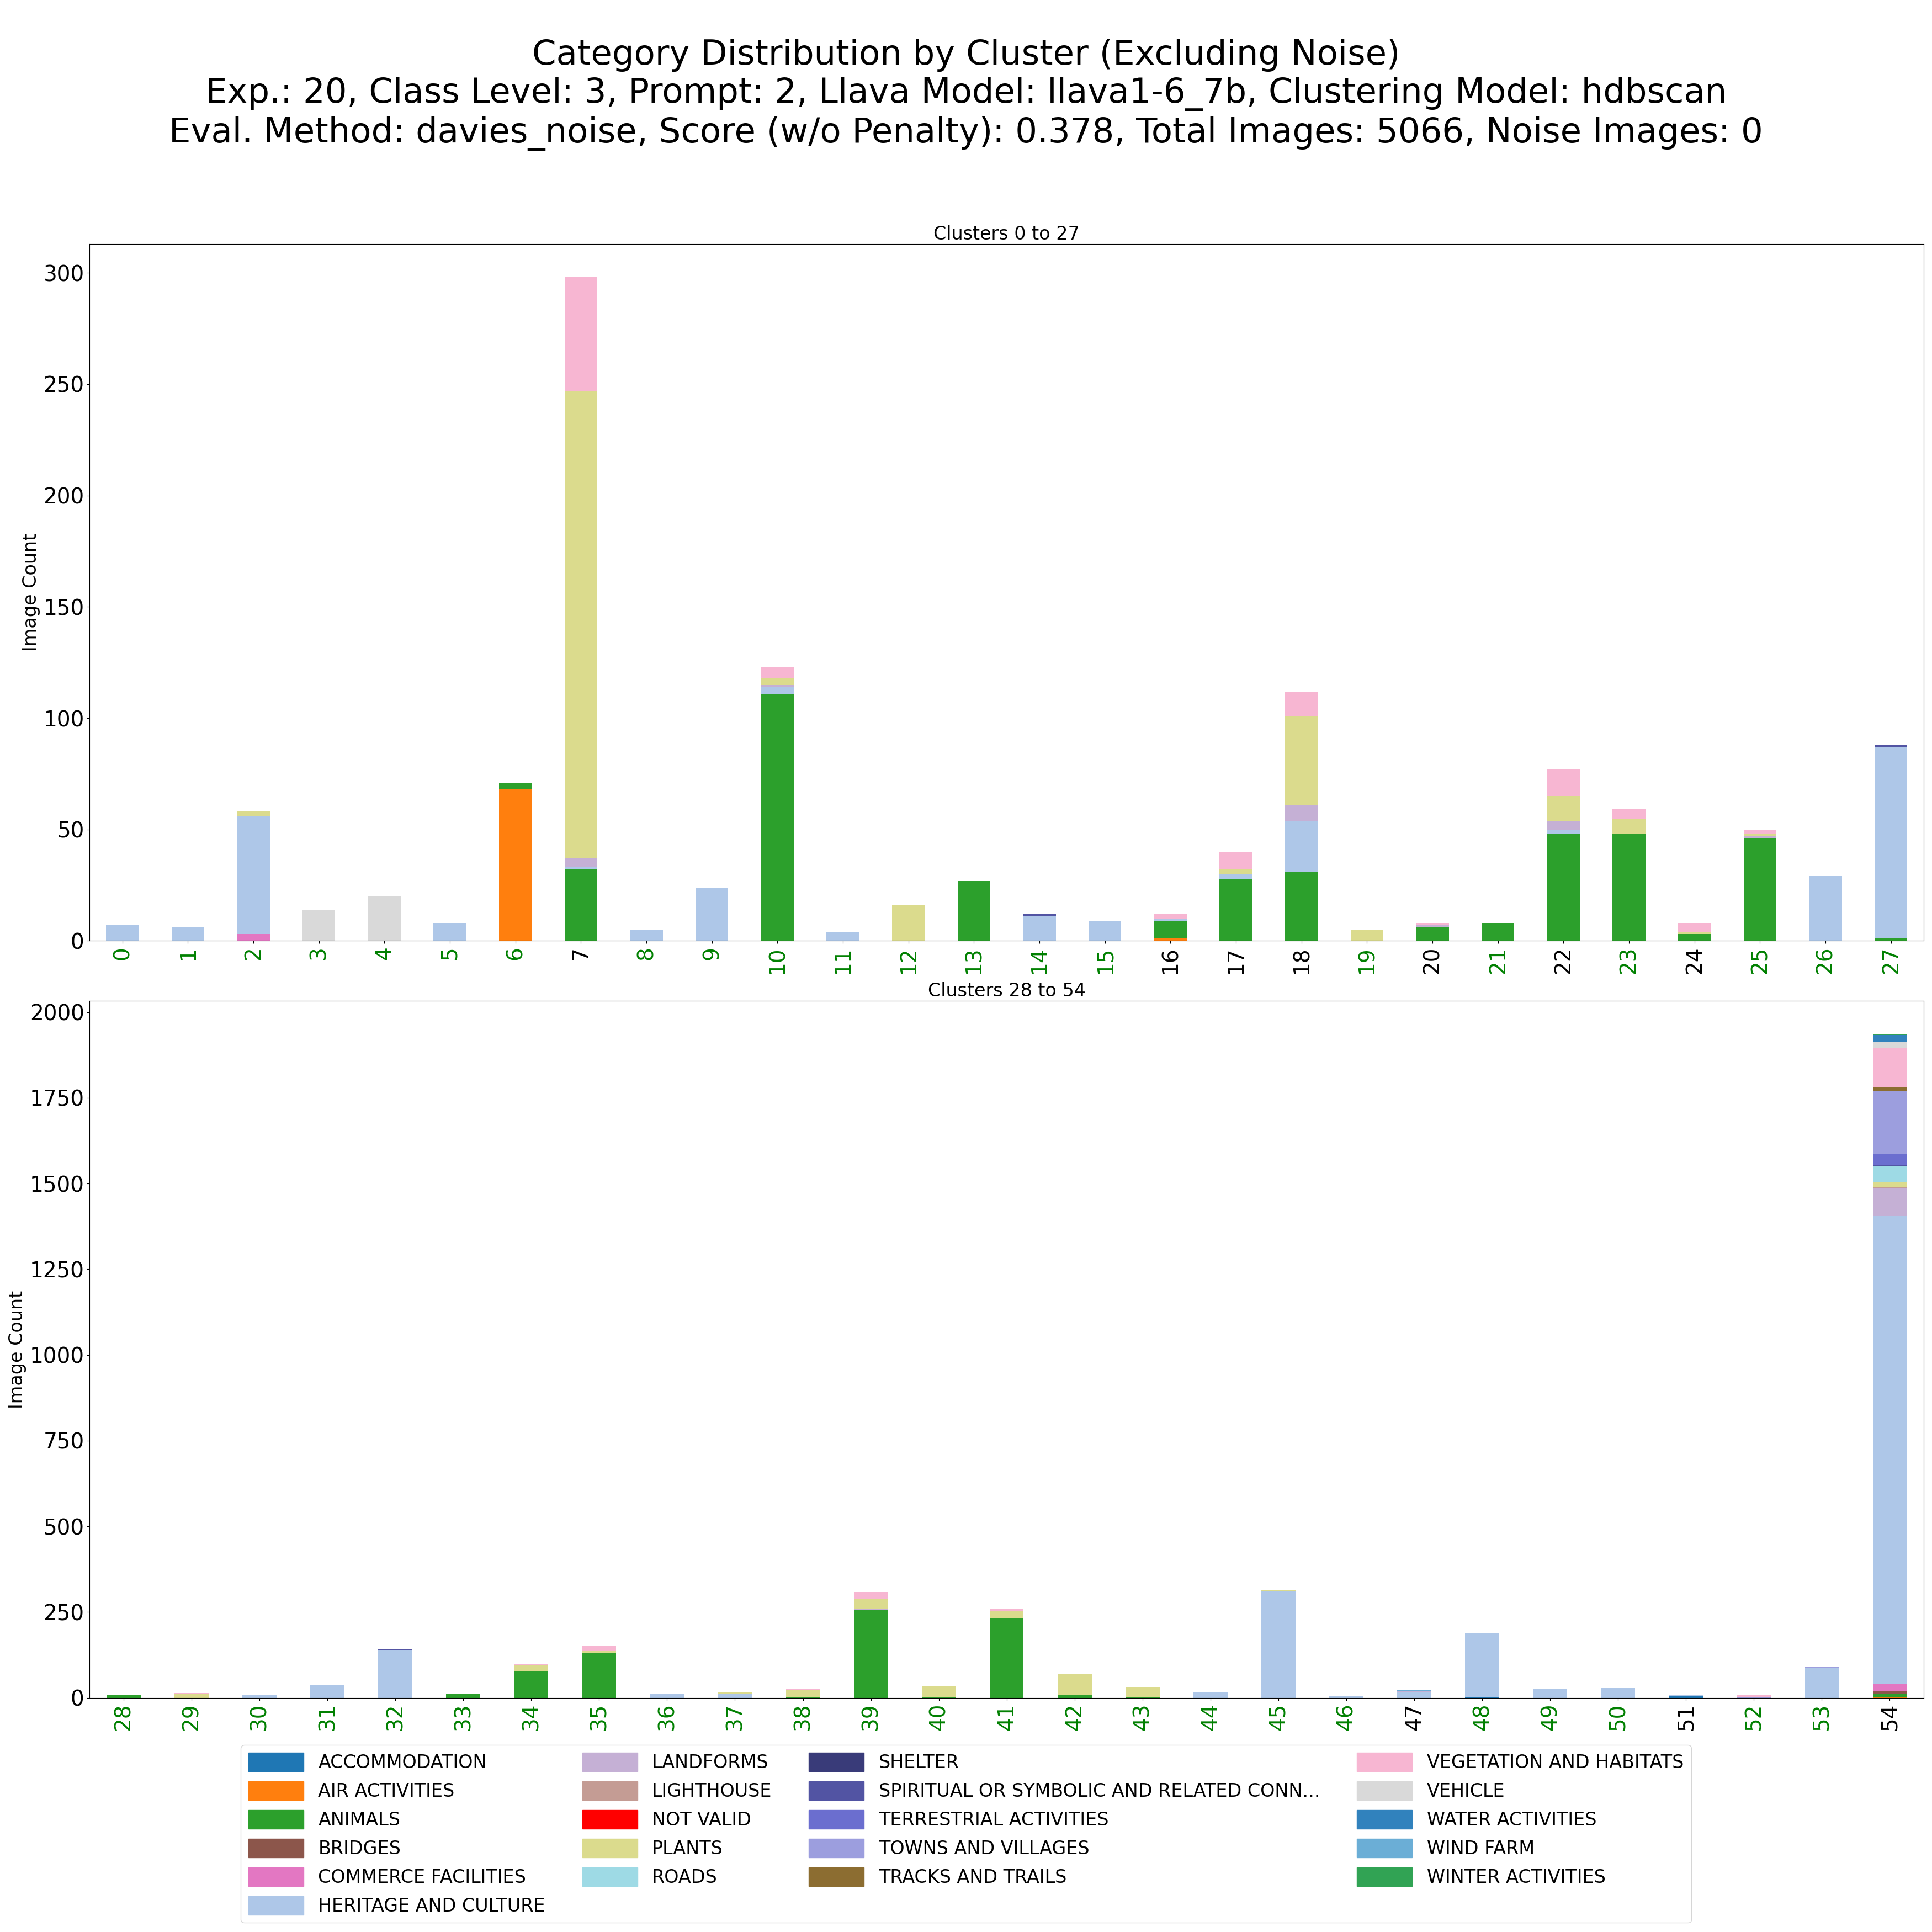 Category Distribution by Cluster (Excluding Noise)
Exp.: 20, Class Level: 3, Prompt: 2, Llava Model: llava1-6_7b, Clustering Model: hdbscan
Eval. Method: davies_noise, Score (w/o Penalty): 0.378, Total Images: 5066, Noise Images: 0
Clusters 0 to 27
Image Count
300
250
200
150
100
50
0
0 1 2 3 4 5 6 7 8 9 10 11 12 13 14 15 16 17 18 19 20 21 22 23 24 25 26 27
Clusters 28 to 54
Image Count
2000
1750
1500
1250
1000
750
500
250
0
28 29 30 31 32 33 34 35 36 37 38 39 40 41 42 43 44 45 46 47 48 49 50 51 52 53 54
ACCOMMODATION
AIR ACTIVITIES
ANIMALS
BRIDGES
COMMERCE FACILITIES
HERITAGE AND CULTURE
LANDFORMS
LIGHTHOUSE
NOT VALID
PLANTS
ROADS
SHELTER
SPIRITUAL OR SYMBOLIC AND RELATED CONN...
TERRESTRIAL ACTIVITIES
TOWNS AND VILLAGES
TRACKS AND TRAILS
VEGETATION AND HABITATS
VEHICLE
WATER ACTIVITIES
WIND FARM
WINTER ACTIVITIES